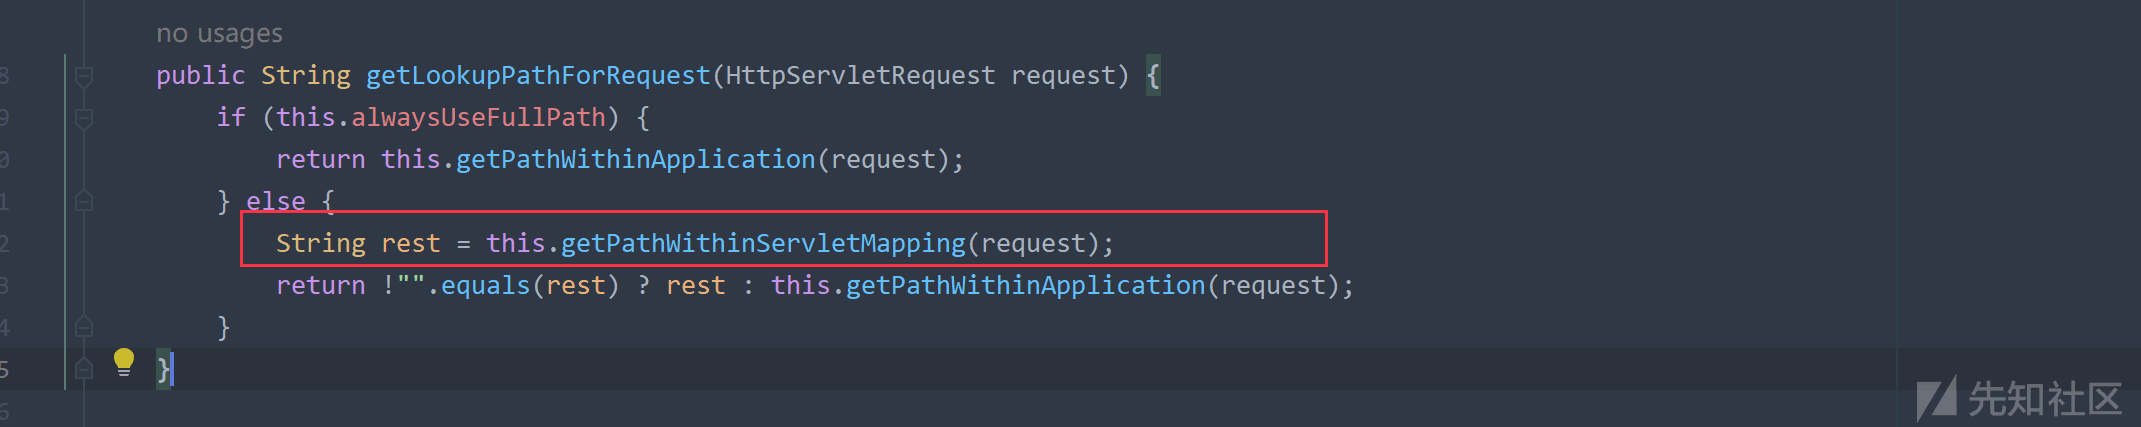 no usages
8 public String getLookupPathForRequest(HttpServletRequest request) {
9 if (this.alwaysUseFullPath) {
0 return this.getPathWithinApplication(request);
1 } else {
2 String rest = this.getPathWithinServletMapping(request);
3 return !"".equals(rest) ? rest : this.getPathWithinApplication(request);
4 }
5 }
6
先知社区